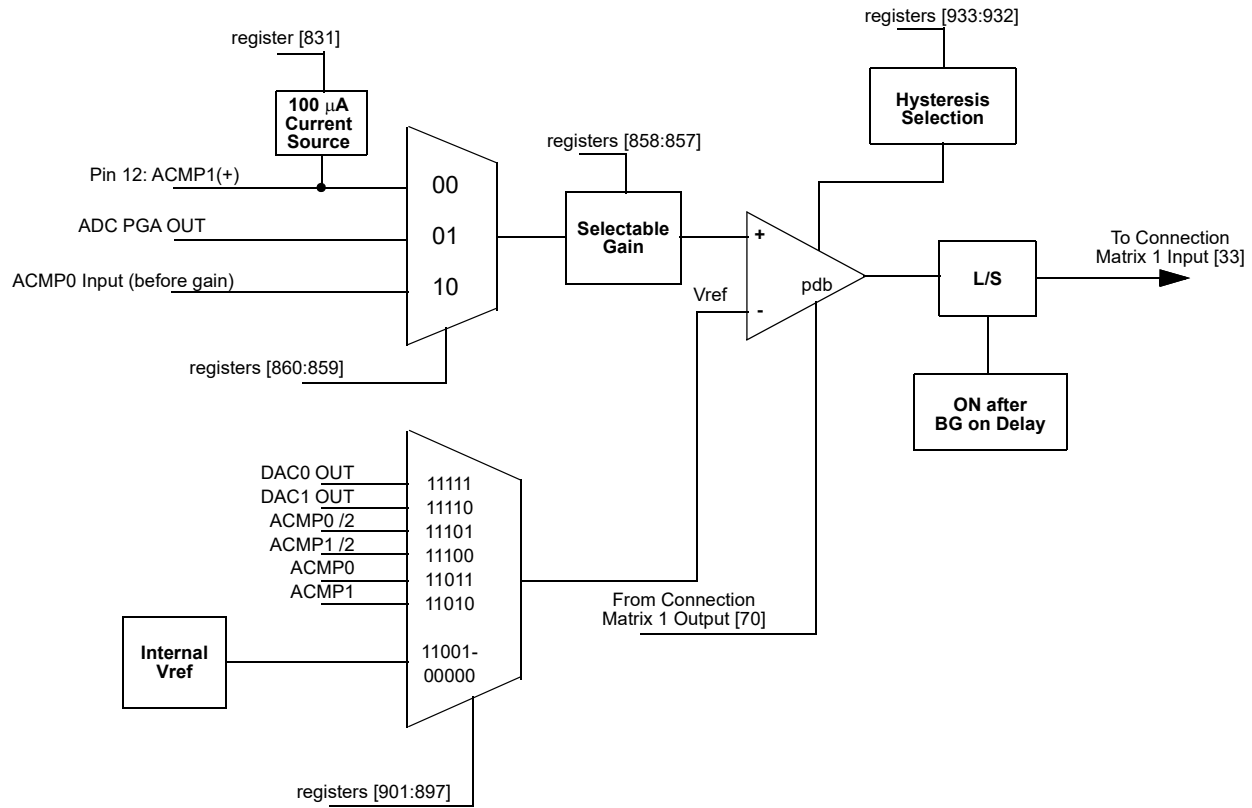 registers [933:932]
register [831]
100 μA
Current
Source
Hysteresis
Selection
registers [858:857]
Pin 12: ACMP1(+)
00
ADC PGA OUT
01
Selectable
Gain
+
To Connection
Matrix 1 Input [33]
ACMP0 Input (before gain)
10
Vref
-
pdb
L/S
registers [860:859]
ON after
BG on Delay
DAC0 OUT
11111
DAC1 OUT
11110
ACMP0 /2
11101
ACMP1 /2
11100
ACMP0
11011
ACMP1
11010
From Connection
Matrix 1 Output [70]
Internal
Vref
11001-
00000
registers [901:897]